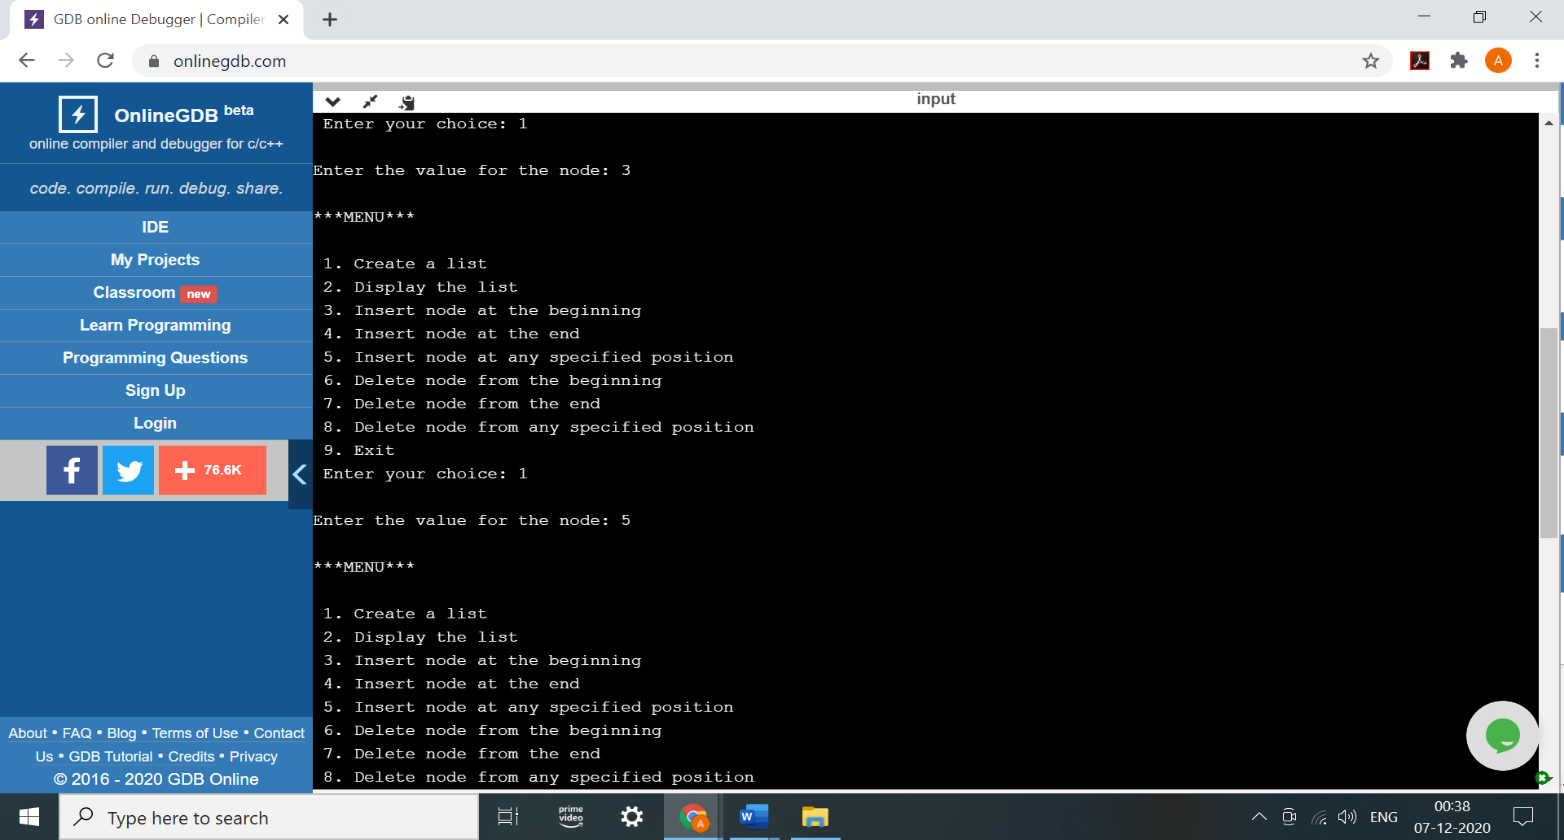 GDB online Debugger | Compiler
onlinegdb.com
A
OnlineGDB beta
online compiler and debugger for c/c++
code. compile. run. debug. share.
IDE
My Projects
Classroom new
Learn Programming
Programming Questions
Sign Up
Login
76.6K
About • FAQ • Blog • Terms of Use • Contact
Us • GDB Tutorial • Credits • Privacy
© 2016 - 2020 GDB Online
input
Enter your choice: 1
Enter the value for the node: 3
***MENU***
1. Create a list
2. Display the list
3. Insert node at the beginning
4. Insert node at the end
5. Insert node at any specified position
6. Delete node from the beginning
7. Delete node from the end
8. Delete node from any specified position
9. Exit
Enter your choice: 1
Enter the value for the node: 5
***MENU***
1. Create a list
2. Display the list
3. Insert node at the beginning
4. Insert node at the end
5. Insert node at any specified position
6. Delete node from the beginning
7. Delete node from the end
8. Delete node from any specified position
Type here to search
prime
video
A
W
ENG
00:38
07-12-2020